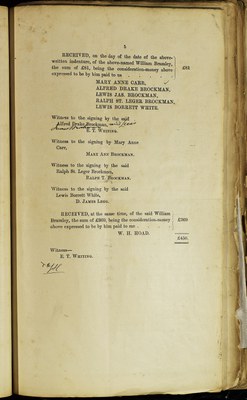 RECEIVED, on the day of the date of the above-
written indenture, of the above-named William Bramley,
the sum of £95, being the consideration-money above £95
expressed to be by him paid to us
MARY ANNE CARR,
ALFRED DRAKE BROCKMAN,
LEWIS JAS. BROCKMAN,
RALPH ST. LEGER BROCKMAN,
LEWIS BORRETT WHITE.
Witness to the signing by the said
Alfred Drake Brockman,
E. T. WHITING.
Witness to the signing by Mary Anne
Carr,
MARY ANN BROCKMAN.
Witness to the signing by the said
Ralph St. Leger Brockman,
RALPH T. BROCKMAN.
Witness to the signing by the said
Lewis Borrett White,
D. JAMES LEGG.
RECEIVED, at the same time, of the said William
Bramley, the sum of £360, being the consideration-money £360
above expressed to be by him paid to me
W. H. HOAD.
Witness—
E. T. WHITING.